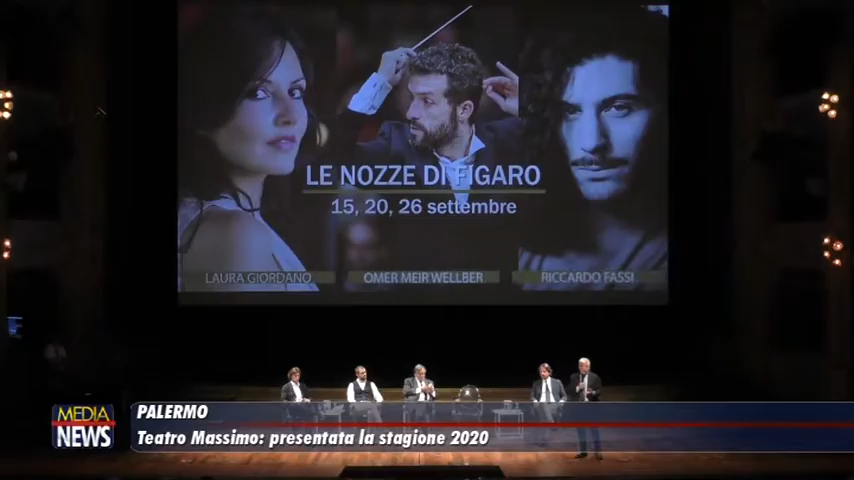 LE NOZZE DI FIGARO
15, 20, 26 settembre
LAURA GIORDANO
OMER MEIR WELLBER
RICCARDO FASSI
MEDIA
NEWS
PALERMO
Teatro Massimo: presentata la stagione 2020